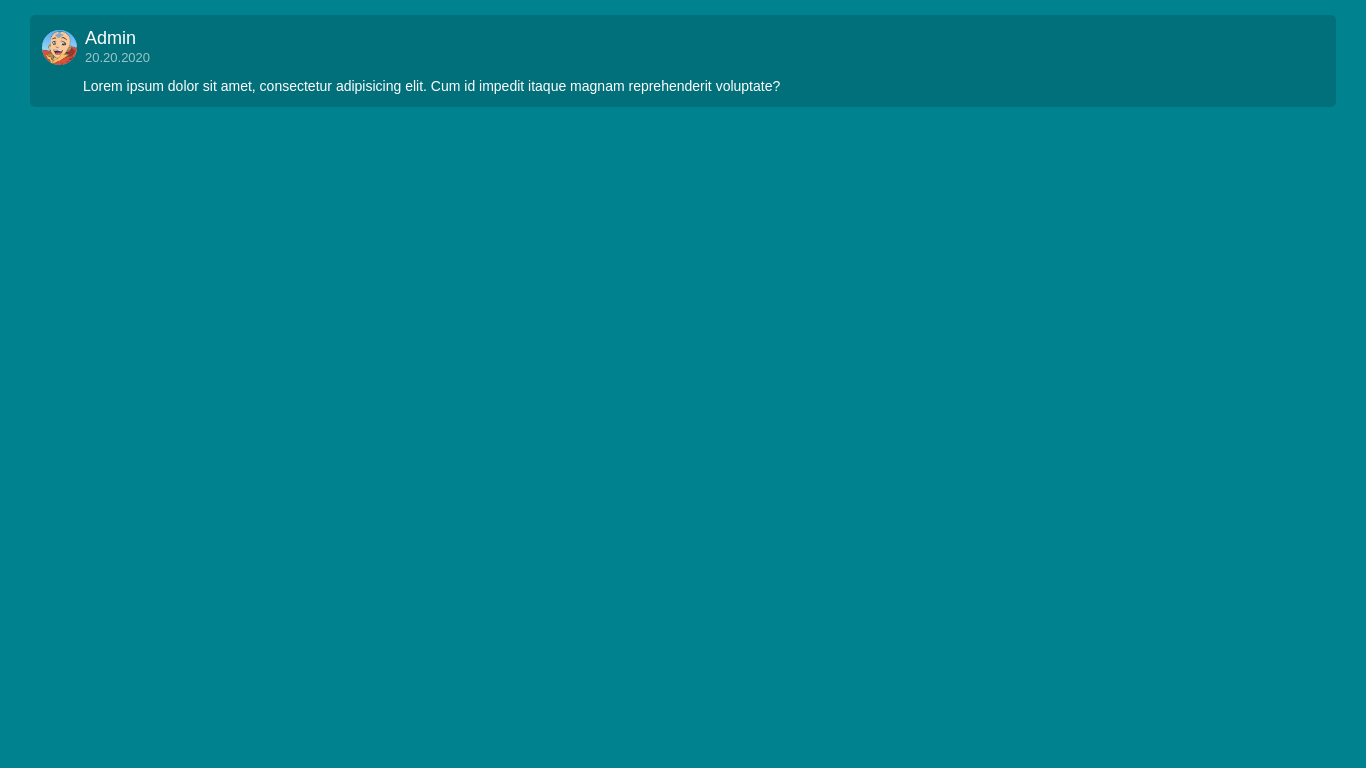 Admin
20.20.2020
Lorem ipsum dolor sit amet, consectetur adipisicing elit. Cum id impedit itaque magnam reprehenderit voluptate?